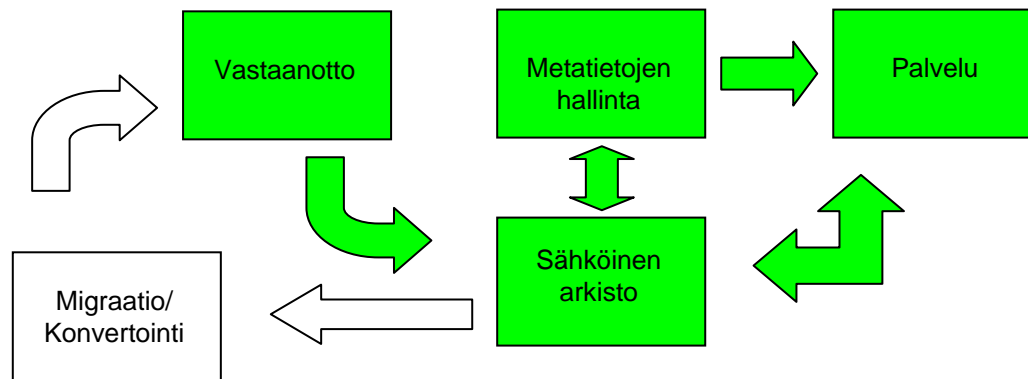 Vastaanotto
Metatietojen
hallinta
Palvelu
Sähköinen
arkisto
Migraatio/
Konvertointi